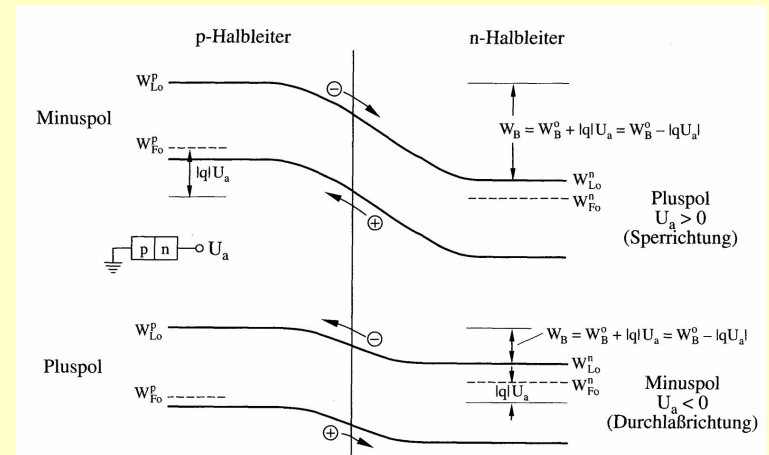 p-Halbleiter
n-Halbleiter
W^p_Lo
Minuspol
W^p_Fo
|q|U_a
W_B = W^o_B + |q|U_a = W^o_B – |qU_a|
W^n_Lo
W^n_Fo
Pluspol
U_a > 0
(Sperrichtung)
p n
U_a
W^p_Lo
Pluspol
W^p_Fo
W_B = W^o_B + |q|U_a = W^o_B – |qU_a|
W^n_Lo
W^n_Fo
|q|U_a
Minuspol
U_a < 0
(Durchlaßrichtung)